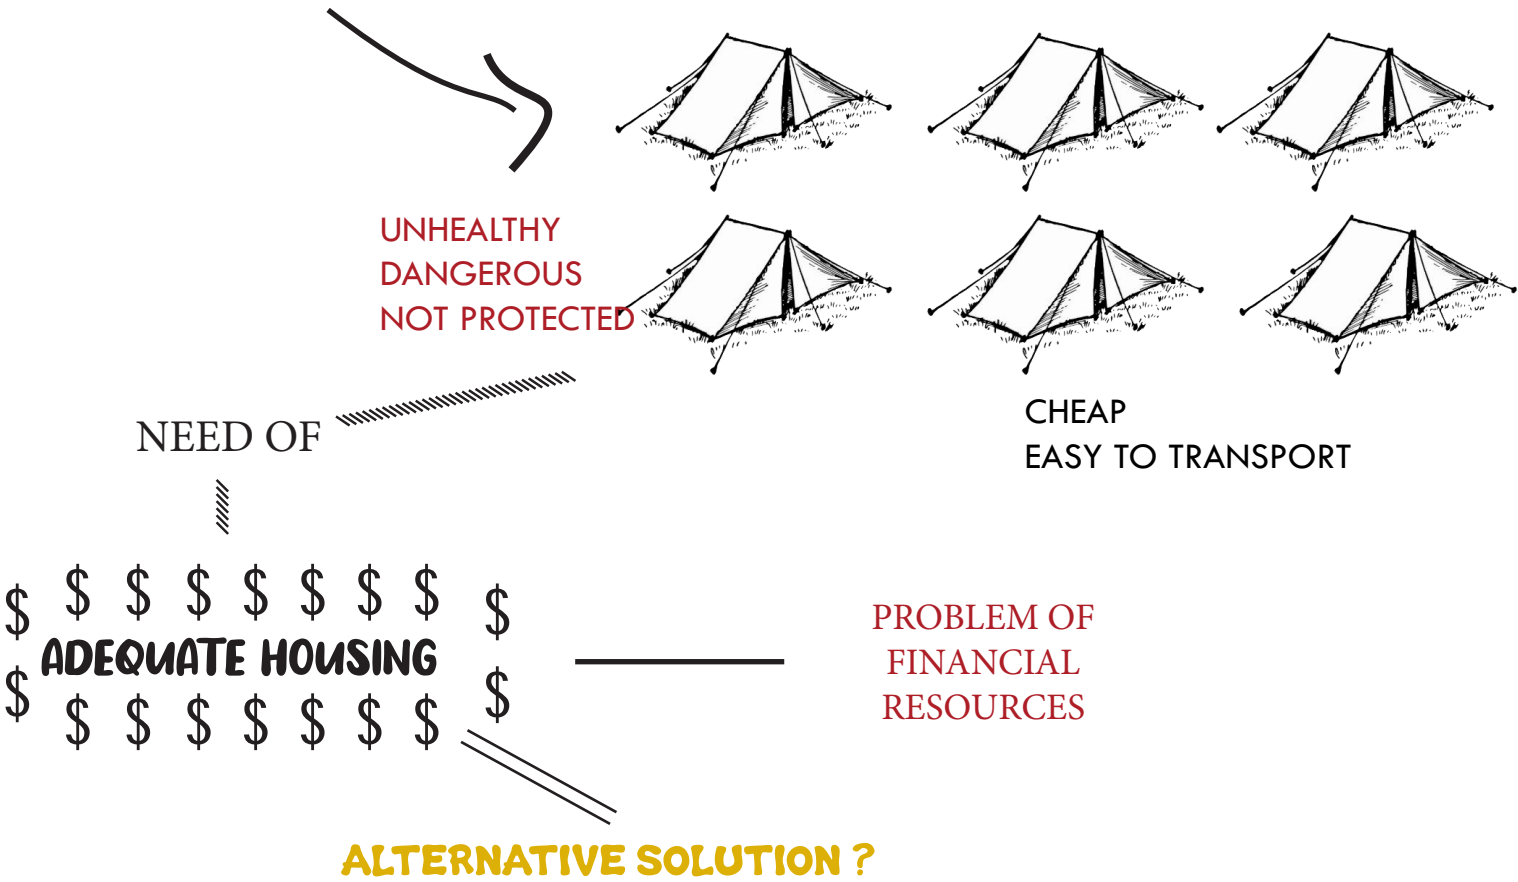 UNHEALTHY
DANGEROUS
NOT PROTECTED
CHEAP
EASY TO TRANSPORT
NEED OF
$ $ $ $ $ $ $ $ $
ADEQUATE HOUSING
$ $ $ $ $ $ $ $ $
PROBLEM OF
FINANCIAL
RESOURCES
ALTERNATIVE SOLUTION ?